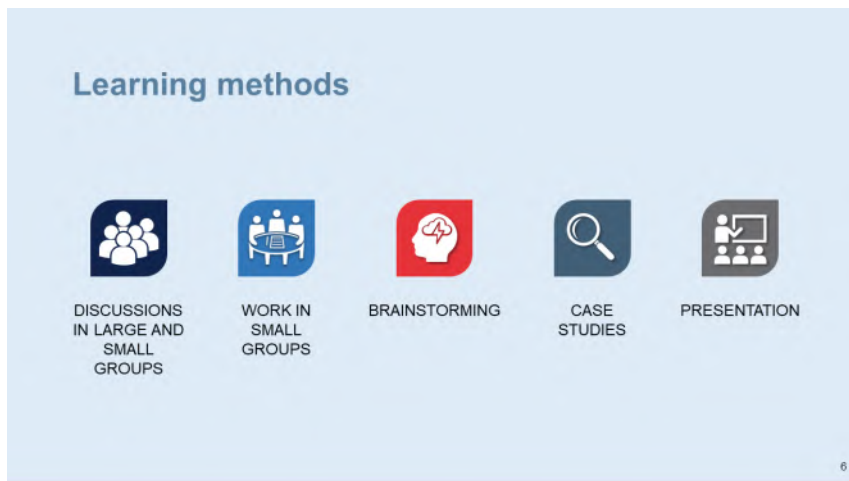 Learning methods
DISCUSSIONS
IN LARGE AND
SMALL
GROUPS
WORK IN
SMALL
GROUPS
BRAINSTORMING
CASE
STUDIES
PRESENTATION
6